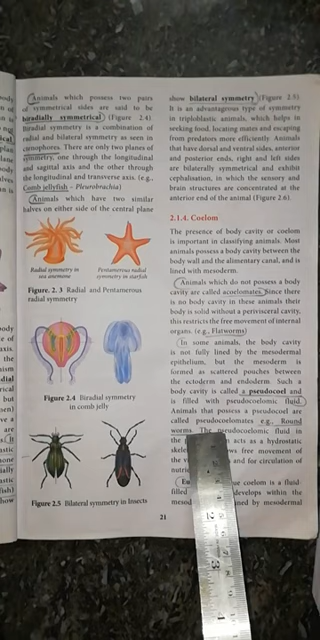 Animals which possess two pairs
of symmetrical sides are said to be
biradially symmetrical (Figure 2.4)
Biradial symmetry is a combination of
radial and bilateral symmetry as seen in
ctenophores. There are only two planes of
symmetry, one through the longitudinal
and sagittal axis and the other through
the longitudinal and transverse axis. (e.g.,
Comb jellyfish – Pleurobrachia)
Animals which have two similar
halves on either side of the central plane
Radial symmetry in
sea anemone
Pentamerous radial
symmetry in starfish
Figure. 2. 3 Radial and Pentamerous
radial symmetry
Figure 2.4 Biradial symmetry
in comb jelly
Figure 2.5 Bilateral symmetry in Insects
show bilateral symmetry (Figure 2.5)
It is an advantageous type of symmetry
in triploblastic animals, which helps in
seeking food, locating mates and escaping
from predators more efficiently. Animals
that have dorsal and ventral sides, anterior
and posterior ends, right and left sides
are bilaterally symmetrical and exhibit
cephalisation, in which the sensory and
brain structures are concentrated at the
anterior end of the animal (Figure 2.6)
2.1.4. Coelom
The presence of body cavity or coelom
is important in classifying animals. Most
animals possess a body cavity between the
body wall and the alimentary canal, and is
lined with mesoderm.
Animals which do not possess a body
cavity are called acoelomates. Since there
is no body cavity in these animals their
body is solid without a perivisceral cavity,
this restricts the free movement of internal
organs. (e.g., Flatworms)
In some animals, the body cavity
is not fully lined by the mesodermal
epithelium, but the mesoderm is
formed as scattered pouches between
the ectoderm and endoderm. Such a
body cavity is called a pseudocoel and
is filled with pseudocoelomic fluid.
Animals that possess a pseudocoel are
called pseudocoelomates e.g., Round
worms. The pseudocoelomic fluid in
the acts as a hydrostatic
skele ws free movement of
the vi and for circulation of
nutri
Eu ue coelom is a fluid-
filled develops within the
mesod ned by mesodermal
21